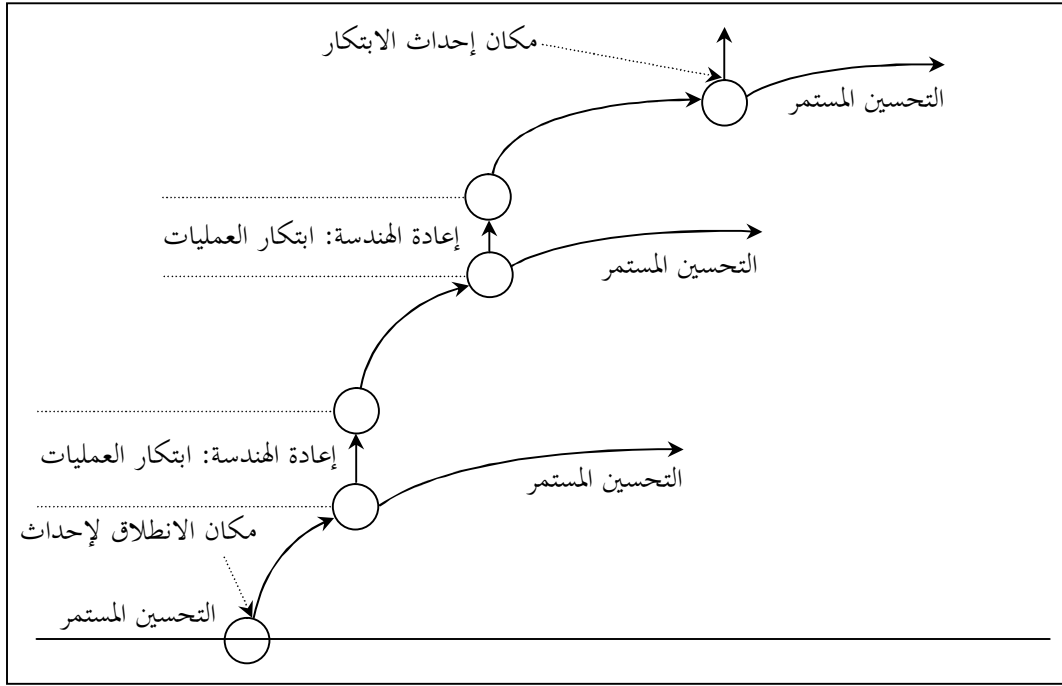 مكان إحداث الابتكار
التحسين المستمر
إعادة الهندسة: ابتكار العمليات
التحسين المستمر
إعادة الهندسة: ابتكار العمليات
التحسين المستمر
مكان الانطلاق لإحداث
التحسين المستمر